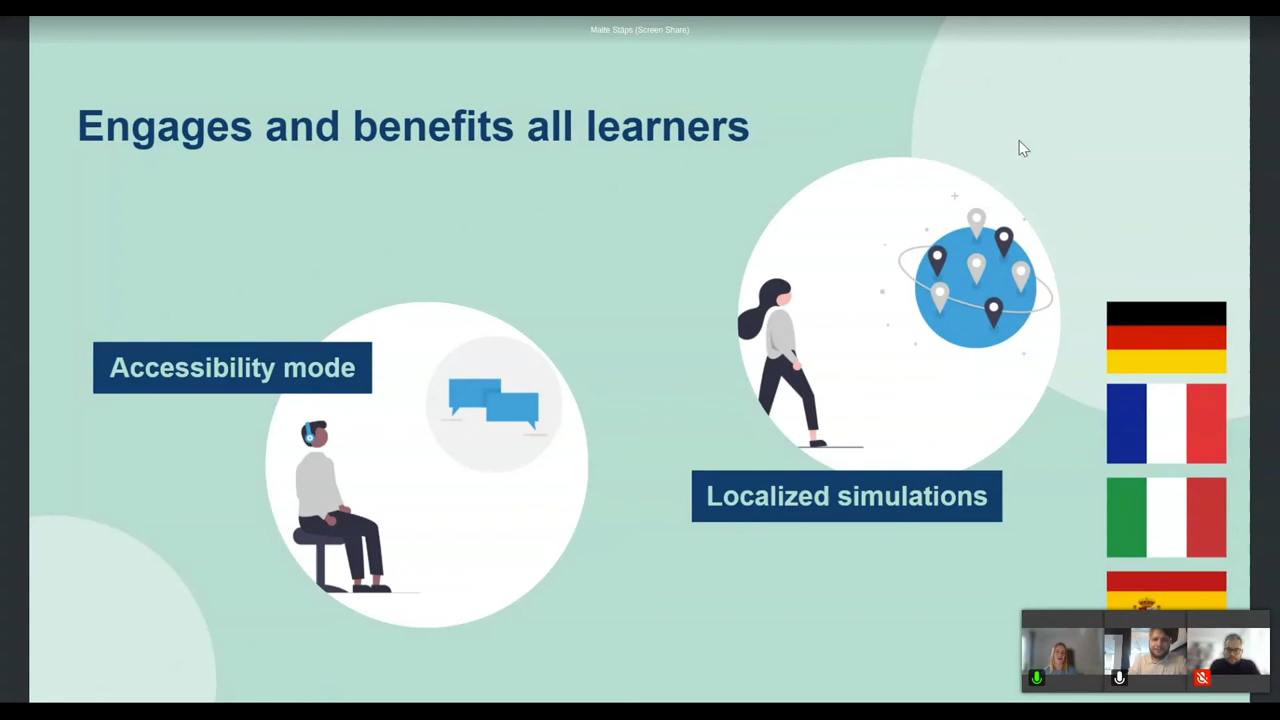 Malte Stäps (Screen Share)
Engages and benefits all learners
Accessibility mode
Localized simulations